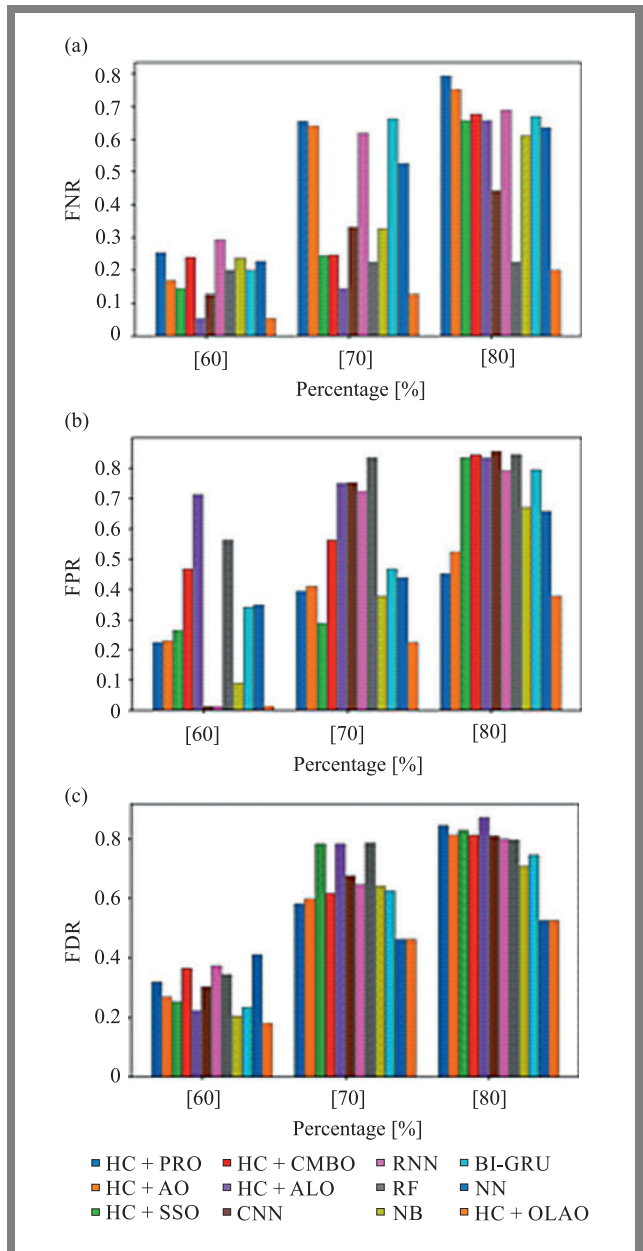 (a)
0.8
0.7
0.6
0.5
0.4
0.3
0.2
0.1
0
FNR
[60] [70] [80]
Percentage [%]
(b)
0.8
0.7
0.6
0.5
0.4
0.3
0.2
0.1
0
FPR
[60] [70] [80]
Percentage [%]
(c)
0.8
0.6
0.4
0.2
0
FDR
[60] [70] [80]
Percentage [%]
HC + PRO HC + CMBO RNN BI-GRU
HC + AO HC + ALO RF NN
HC + SSO CNN NB HC + OLAO